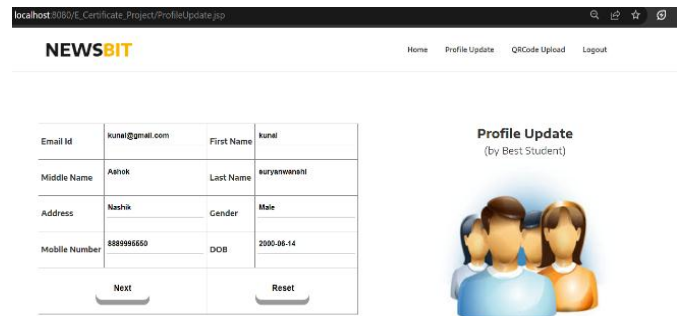 localhost:8080/E_Certificate_Project/ProfileUpdate.jsp
NEWSBIT
Home Profile Update QRCode Upload Logout
Email Id kunal@gmail.com First Name kunal
Middle Name Ashok Last Name suryanwanshi
Address Nashik Gender Male
Mobile Number 8889995550 DOB 2000-06-14
Next Reset
Profile Update
(by Best Student)